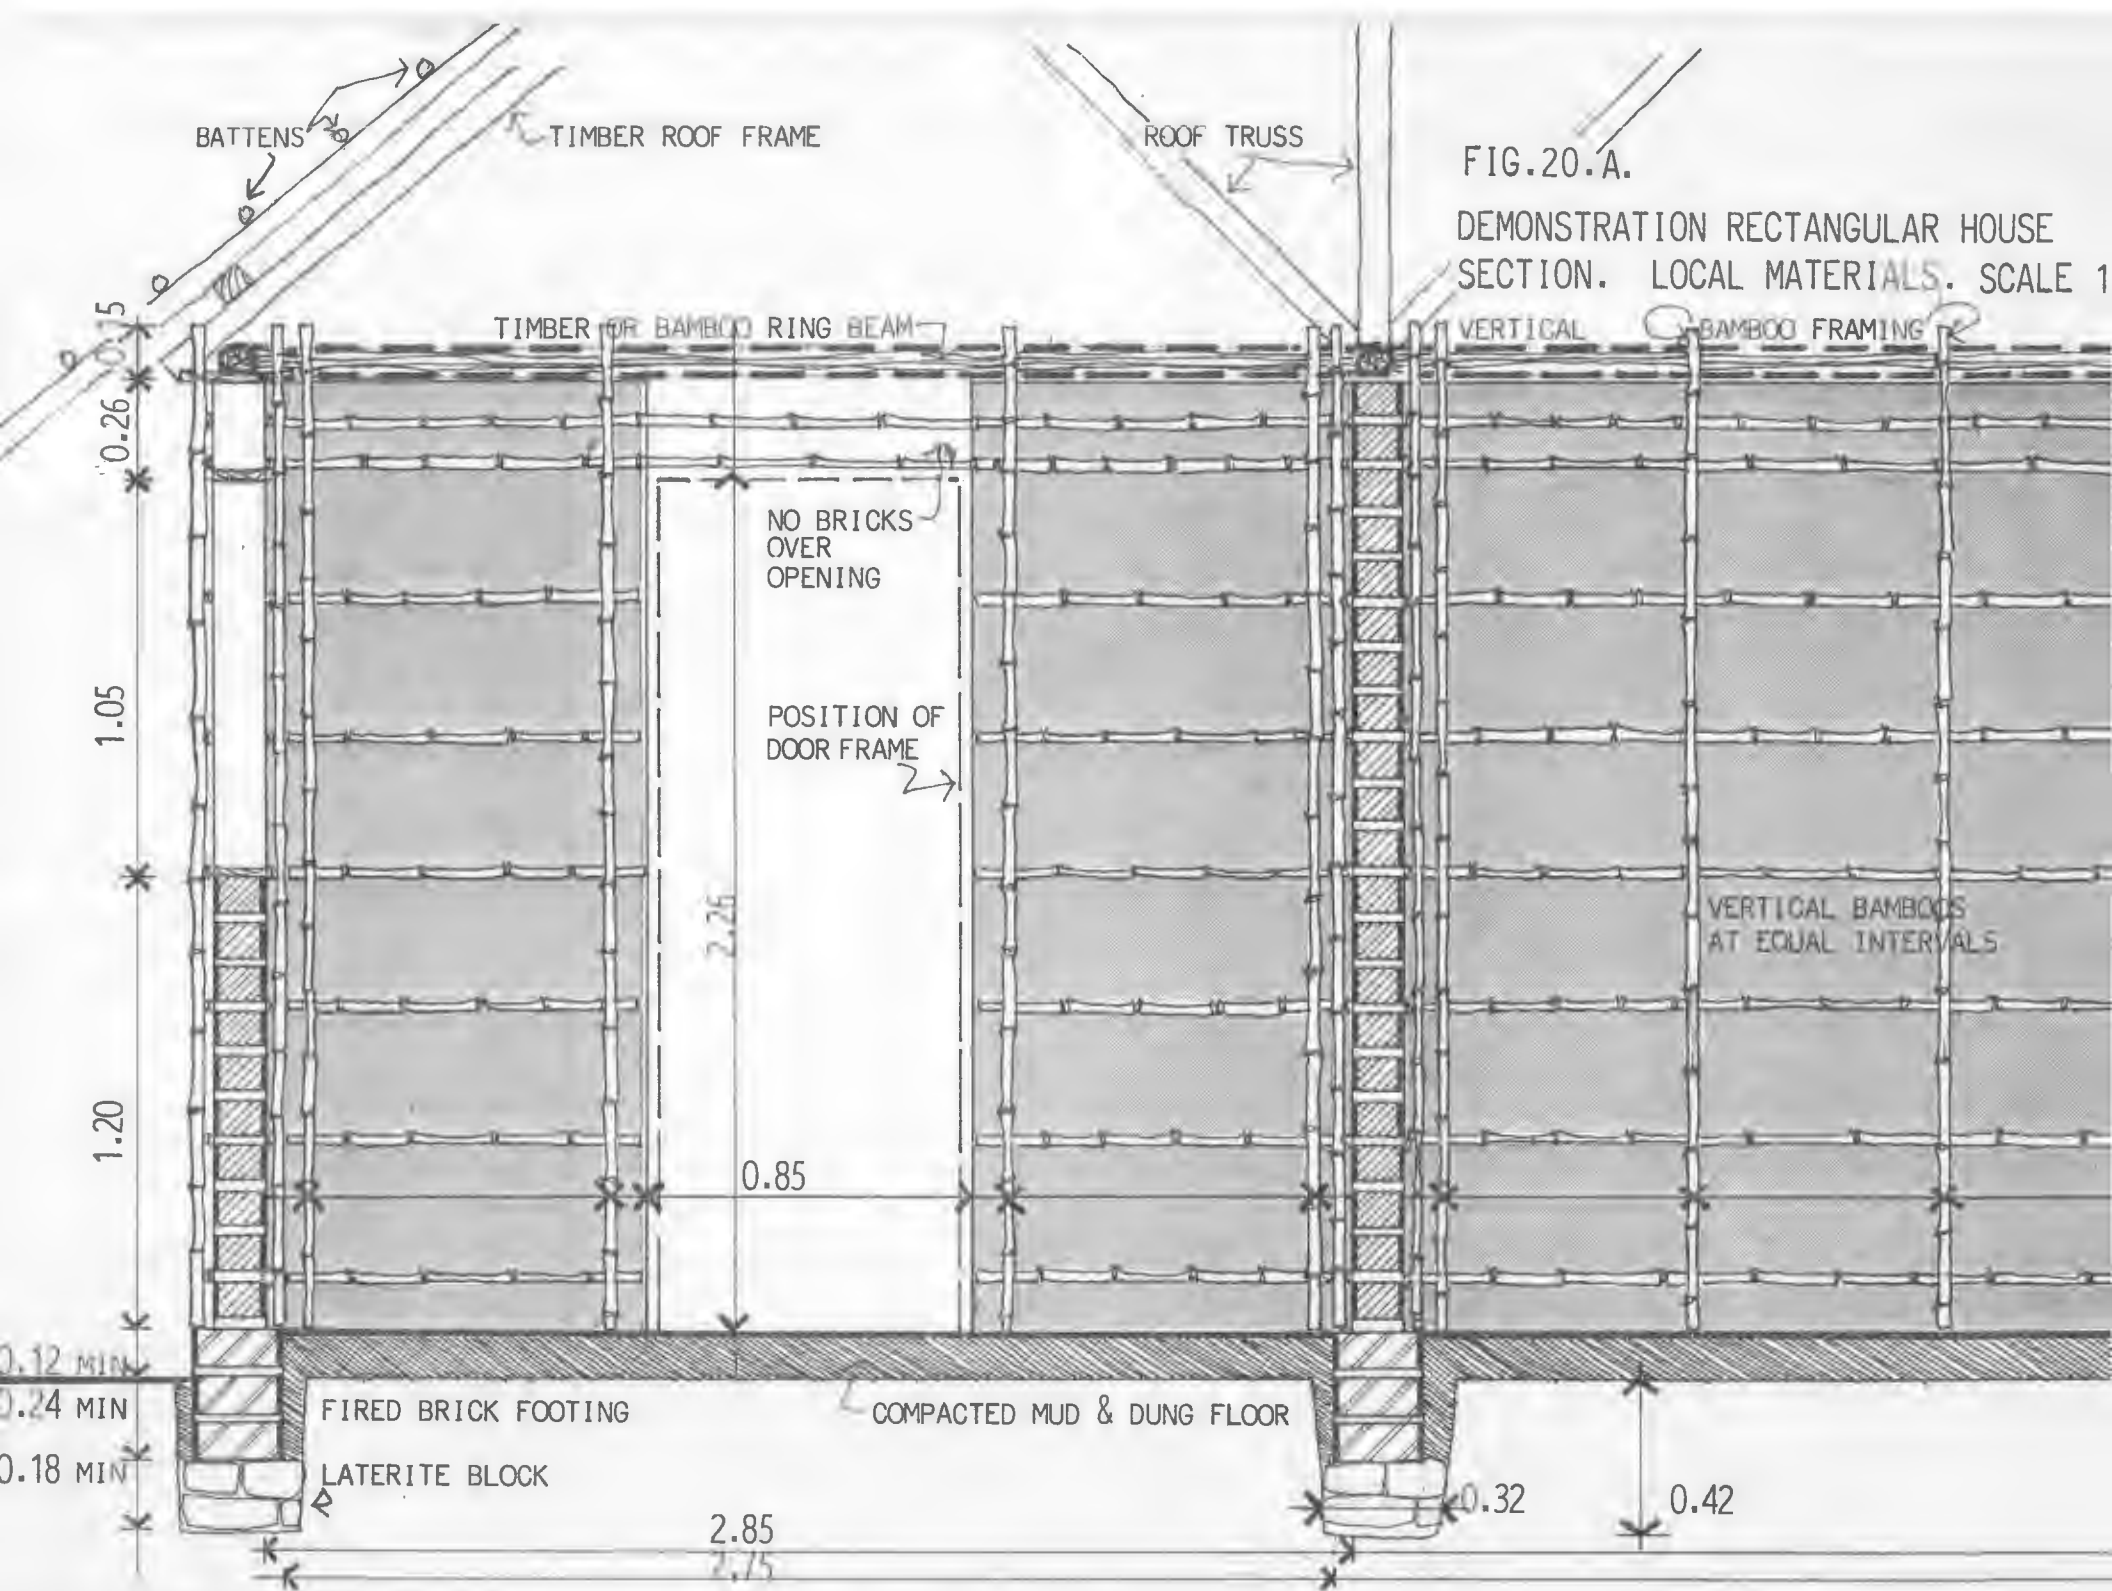 BATTENS
TIMBER ROOF FRAME
ROOF TRUSS
FIG.20.A.
DEMONSTRATION RECTANGULAR HOUSE
SECTION. LOCAL MATERIALS. SCALE 1
TIMBER OR BAMBOO RING BEAM
VERTICAL BAMBOO FRAMING
0.15
0.26
NO BRICKS
OVER
OPENING
1.05
POSITION OF
DOOR FRAME
2.26
VERTICAL BAMBOOS
AT EQUAL INTERVALS
1.20
0.85
0.12 MIN
0.24 MIN
FIRED BRICK FOOTING
COMPACTED MUD & DUNG FLOOR
0.18 MIN
LATERITE BLOCK
0.32
0.42
2.85
2.75